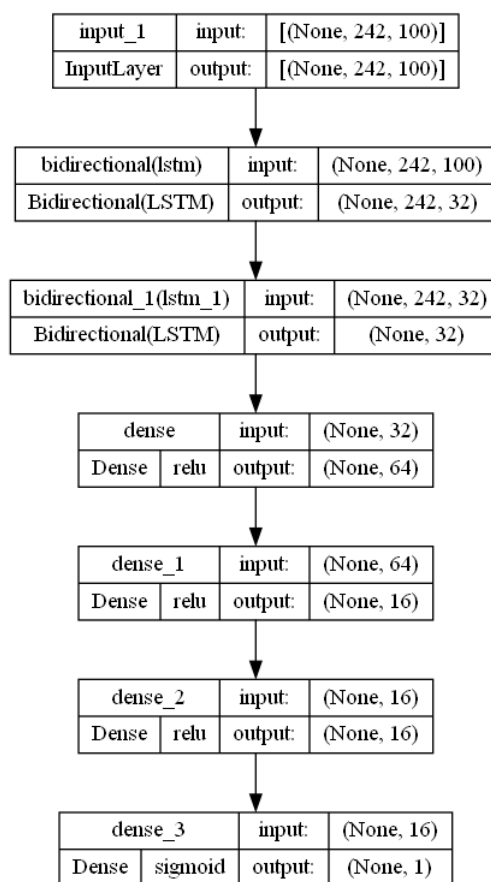 input_1 input: [(None, 242, 100)]
InputLayer output: [(None, 242, 100)]
bidirectional(lstm) input: (None, 242, 100)
Bidirectional(LSTM) output: (None, 242, 32)
bidirectional_1(lstm_1) input: (None, 242, 32)
Bidirectional(LSTM) output: (None, 32)
dense input: (None, 32)
Dense relu output: (None, 64)
dense_1 input: (None, 64)
Dense relu output: (None, 16)
dense_2 input: (None, 16)
Dense relu output: (None, 16)
dense_3 input: (None, 16)
Dense sigmoid output: (None, 1)